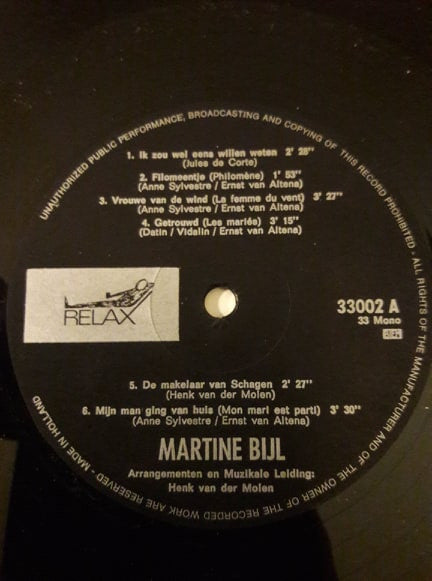 UNAUTHORIZED PUBLIC PERFORMANCE, BROADCASTING AND COPYING OF THIS RECORD PROHIBITED - ALL RIGHTS OF THE MANUFACTURER AND OF THE OWNER OF THE RECORDED WORK ARE RESERVED - MADE IN HOLLAND
1. Ik zou wel eens willen weten 2' 28"
(Jules de Corte)
2. Filomeentje (Philomène) 1' 53"
(Anne Sylvestre / Ernst van Altena)
3. Vrouwe van de wind (La femme du vent) 3' 27"
(Anne Sylvestre / Ernst van Altena)
4. Getrouwd (Les mariés) 3' 15"
(Datin / Vidalin / Ernst van Altena)
RELAX
33002 A
33 Mono
5. De makelaar van Schagen 2' 27"
(Henk van der Molen)
6. Mijn man ging van huis (Mon mari est parti) 3' 30"
(Anne Sylvestre / Ernst van Altena)
MARTINE BIJL
Arrangementen en Muzikale Leiding:
Henk van der Molen